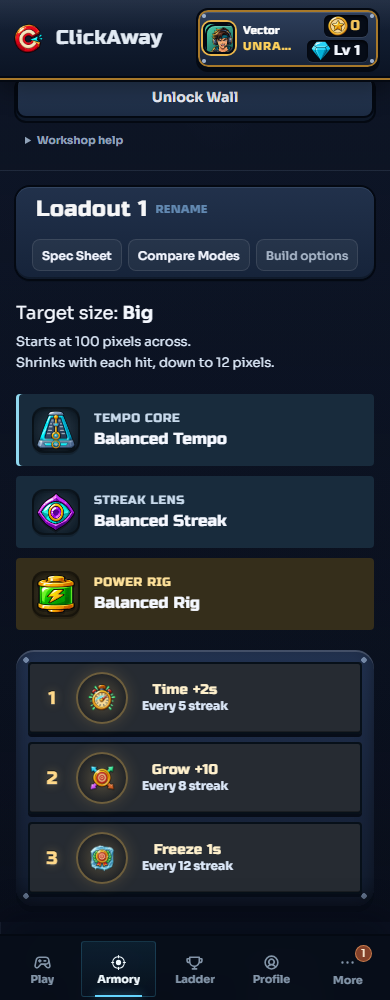 ClickAway
Vector
UNRA...
0
Lv 1
Unlock Wall
Workshop help
Loadout 1 RENAME
Spec Sheet
Compare Modes
Build options
Target size: Big
Starts at 100 pixels across.
Shrinks with each hit, down to 12 pixels.
TEMPO CORE
Balanced Tempo
STREAK LENS
Balanced Streak
POWER RIG
Balanced Rig
1
Time +2s
Every 5 streak
2
Grow +10
Every 8 streak
3
Freeze 1s
Every 12 streak
Play
Armory
Ladder
Profile
1
More